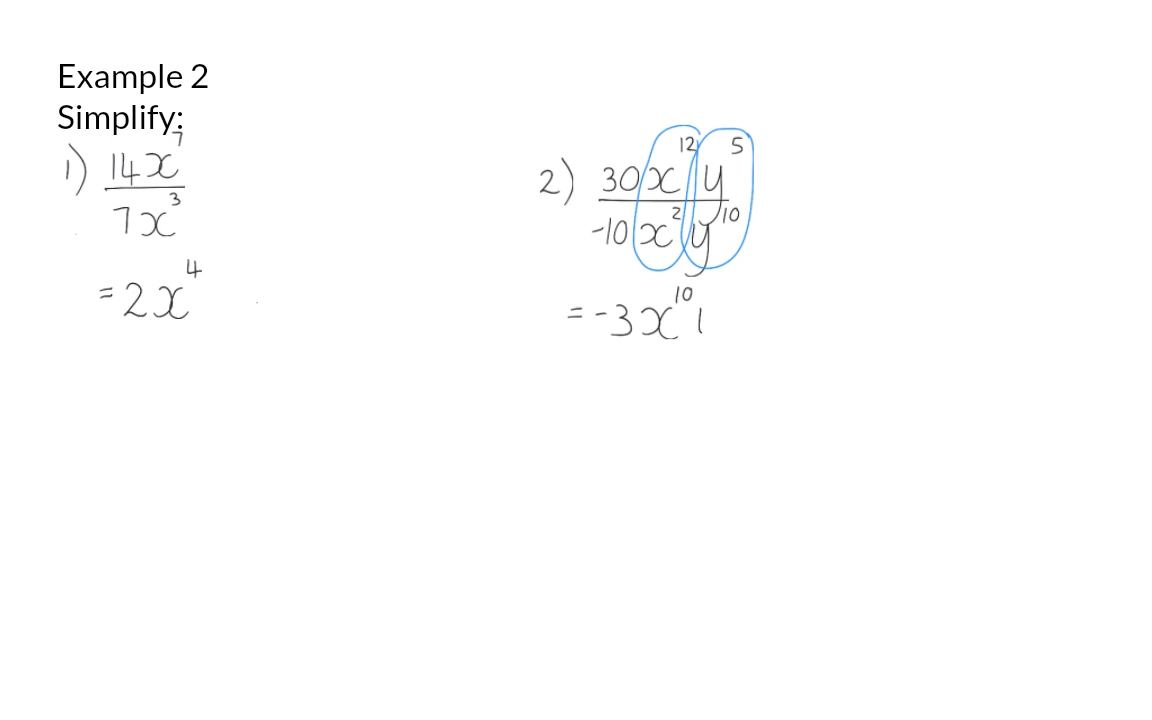 Example 2
Simplify:
1) 14x^7 / 7x^3
= 2x^4
2) 30x^12 y^5 / -10x^2 y^10
= -3x^10